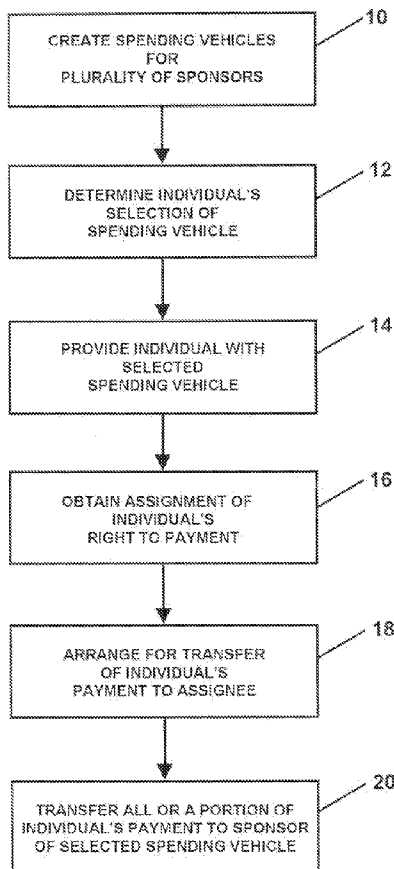 CREATE SPENDING VEHICLES
FOR
PLURALITY OF SPONSORS
10
DETERMINE INDIVIDUAL'S
SELECTION OF
SPENDING VEHICLE
12
PROVIDE INDIVIDUAL WITH
SELECTED
SPENDING VEHICLE
14
OBTAIN ASSIGNMENT OF
INDIVIDUAL'S
RIGHT TO PAYMENT
16
ARRANGE FOR TRANSFER
OF INDIVIDUAL'S
PAYMENT TO ASSIGNEE
18
TRANSFER ALL OR A PORTION OF
INDIVIDUAL'S PAYMENT TO SPONSOR
OF SELECTED SPENDING VEHICLE
20